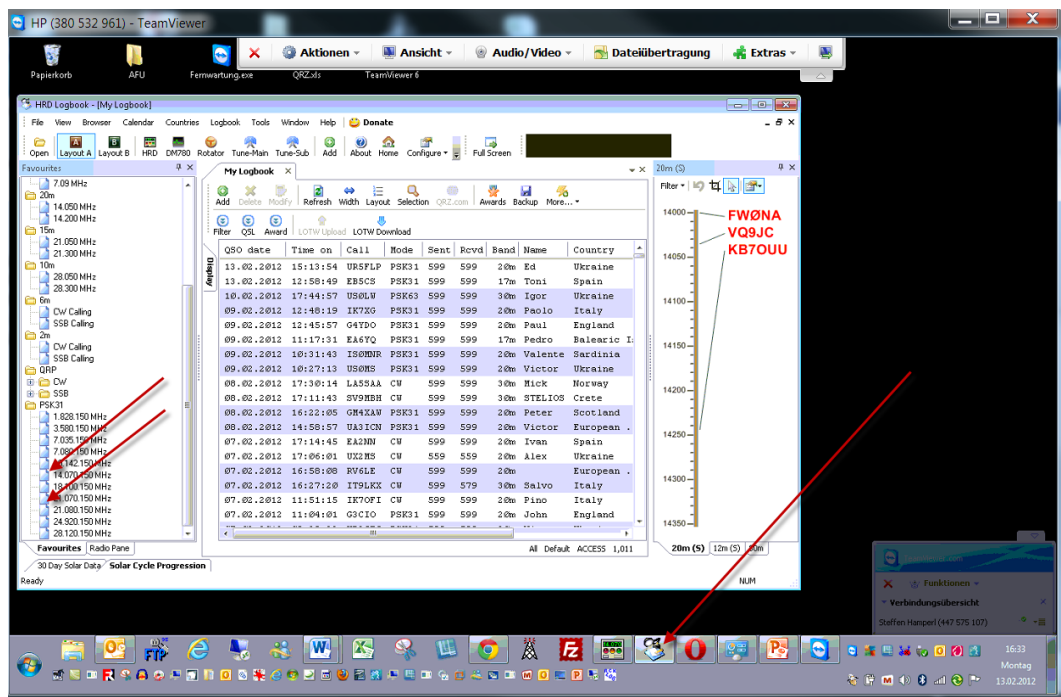 HP (380 532 961) - TeamViewer
Aktionen Ansicht Audio/Video Dateiübertragung Extras
Papierkorb AFU Fernwartung.exe QRZ.xls TeamViewer 6
HRD Logbook - [My Logbook]
File View Browser Calendar Countries Logbook Tools Window Help Donate
Open Layout A Layout B HRD DM780 Rotator Tune-Main Tune-Sub Add About Home Configure Full Screen
Favourites
7.09 MHz
20m
14.050 MHz
14.200 MHz
15m
21.050 MHz
21.300 MHz
10m
28.050 MHz
28.300 MHz
6m
CW Calling
SSB Calling
2m
CW Calling
SSB Calling
QRP
CW
SSB
PSK31
1.828.150 MHz
3.580.150 MHz
7.035.150 MHz
7.080.150 MHz
142.150 MHz
14.070.150 MHz
18.100.150 MHz
.070.150 MHz
21.080.150 MHz
24.920.150 MHz
28.120.150 MHz
Favourites Radio Pane
My Logbook
Add Delete Modify Refresh Width Layout Selection QRZ.com Awards Backup More...
Filter QSL Award LOTW Upload LOTW Download
Display
QSO date Time on Call Mode Sent Rcvd Band Name Country
13.02.2012 15:13:54 UR5FLP PSK31 599 599 20m Ed Ukraine
13.02.2012 12:58:49 EB5CS PSK31 599 599 17m Toni Spain
10.02.2012 17:44:57 US0LW PSK63 599 599 30m Igor Ukraine
09.02.2012 12:48:19 IK7XG PSK31 599 599 20m Paolo Italy
09.02.2012 12:45:57 G4YDO PSK31 599 599 20m Paul England
09.02.2012 11:17:31 EA6YQ PSK31 599 599 17m Pedro Balearic I
09.02.2012 10:31:43 IS0MNR PSK31 599 599 20m Valente Sardinia
09.02.2012 10:27:13 US0MS PSK31 599 599 20m Victor Ukraine
08.02.2012 17:30:14 LA5SAA CW 599 599 30m Mick Norway
08.02.2012 17:11:43 SV9MBH CW 599 599 30m STELIOS Crete
08.02.2012 16:22:05 GM4XAW PSK31 599 599 20m Peter Scotland
08.02.2012 14:58:57 UA3ICN PSK31 599 599 20m Victor European .
07.02.2012 17:14:45 EA2NN CW 599 599 20m Ivan Spain
07.02.2012 17:06:01 UX2MS CW 559 559 20m Alex Ukraine
07.02.2012 16:58:08 RV6LE CW 599 599 20m European .
07.02.2012 16:27:20 IT9LKX CW 599 579 30m Salvo Italy
07.02.2012 11:51:15 IK7OFI CW 599 599 20m Pino Italy
07.02.2012 11:04:01 G3CIO PSK31 599 599 20m John England
All Default ACCESS 1,011
20m (S)
Filter
14000
14050
14100
14150
14200
14250
14300
14350
FWØNA
VQ9JC
KB7OUU
20m (S) 12m (S)
30 Day Solar Data Solar Cycle Progression
Ready NUM
Funktionen
Verbindungsübersicht
Steffen Hamperl (447 575 107)
16:33
Montag
13.02.2012